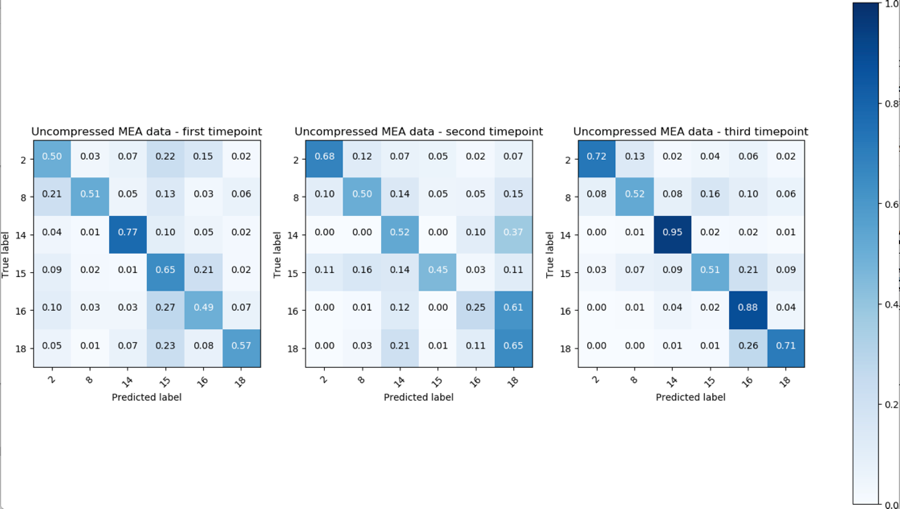 Uncompressed MEA data - first timepoint
True label
2 0.50 0.03 0.07 0.22 0.15 0.02
8 0.21 0.51 0.05 0.13 0.03 0.06
14 0.04 0.01 0.77 0.10 0.05 0.02
15 0.09 0.02 0.01 0.65 0.21 0.02
16 0.10 0.03 0.03 0.27 0.49 0.07
18 0.05 0.01 0.07 0.23 0.08 0.57
2 8 14 15 16 18
Predicted label
Uncompressed MEA data - second timepoint
True label
2 0.68 0.12 0.07 0.05 0.02 0.07
8 0.10 0.50 0.14 0.05 0.05 0.15
14 0.00 0.00 0.52 0.00 0.10 0.37
15 0.11 0.16 0.14 0.45 0.03 0.11
16 0.00 0.01 0.12 0.00 0.25 0.61
18 0.00 0.03 0.21 0.01 0.11 0.65
2 8 14 15 16 18
Predicted label
Uncompressed MEA data - third timepoint
True label
2 0.72 0.13 0.02 0.04 0.06 0.02
8 0.08 0.52 0.08 0.16 0.10 0.06
14 0.00 0.01 0.95 0.02 0.02 0.01
15 0.03 0.07 0.09 0.51 0.21 0.09
16 0.00 0.01 0.04 0.02 0.88 0.04
18 0.00 0.00 0.01 0.01 0.26 0.71
2 8 14 15 16 18
Predicted label
1.0
0.8
0.6
0.4
0.2
0.0